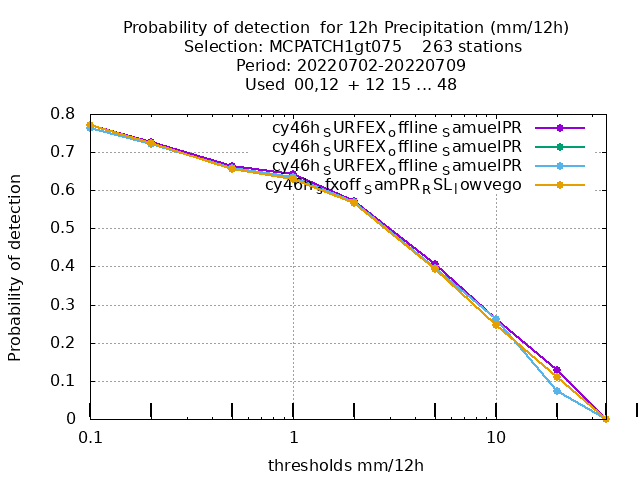 Probability of detection  for 12h Precipitation (mm/12h)
Selection: MCPATCH1gt075    263 stations
Period: 20220702-20220709
Used  00,12  + 12 15 ... 48
cy46h_SURFEX_offline_SamuelPR
cy46h_SURFEX_offline_SamuelPR
cy46h_SURFEX_offline_SamuelPR
cy46h_sfxoff_SamPR_RSL_lowvego
Probability of detection
0.8
0.7
0.6
0.5
0.4
0.3
0.2
0.1
0
0.1
1
10
thresholds mm/12h